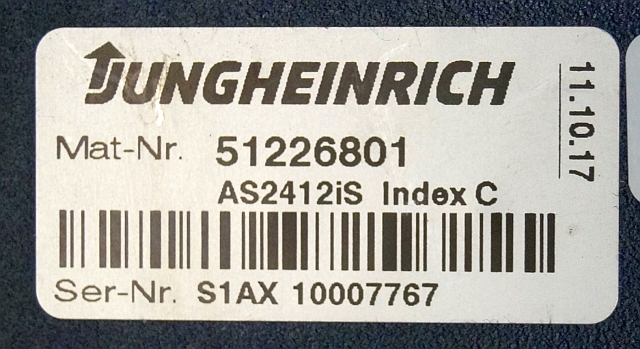 JUNGHEINRICH
Mat-Nr. 51226801
AS2412iS Index C
Ser-Nr. S1AX 10007767
11.10.17